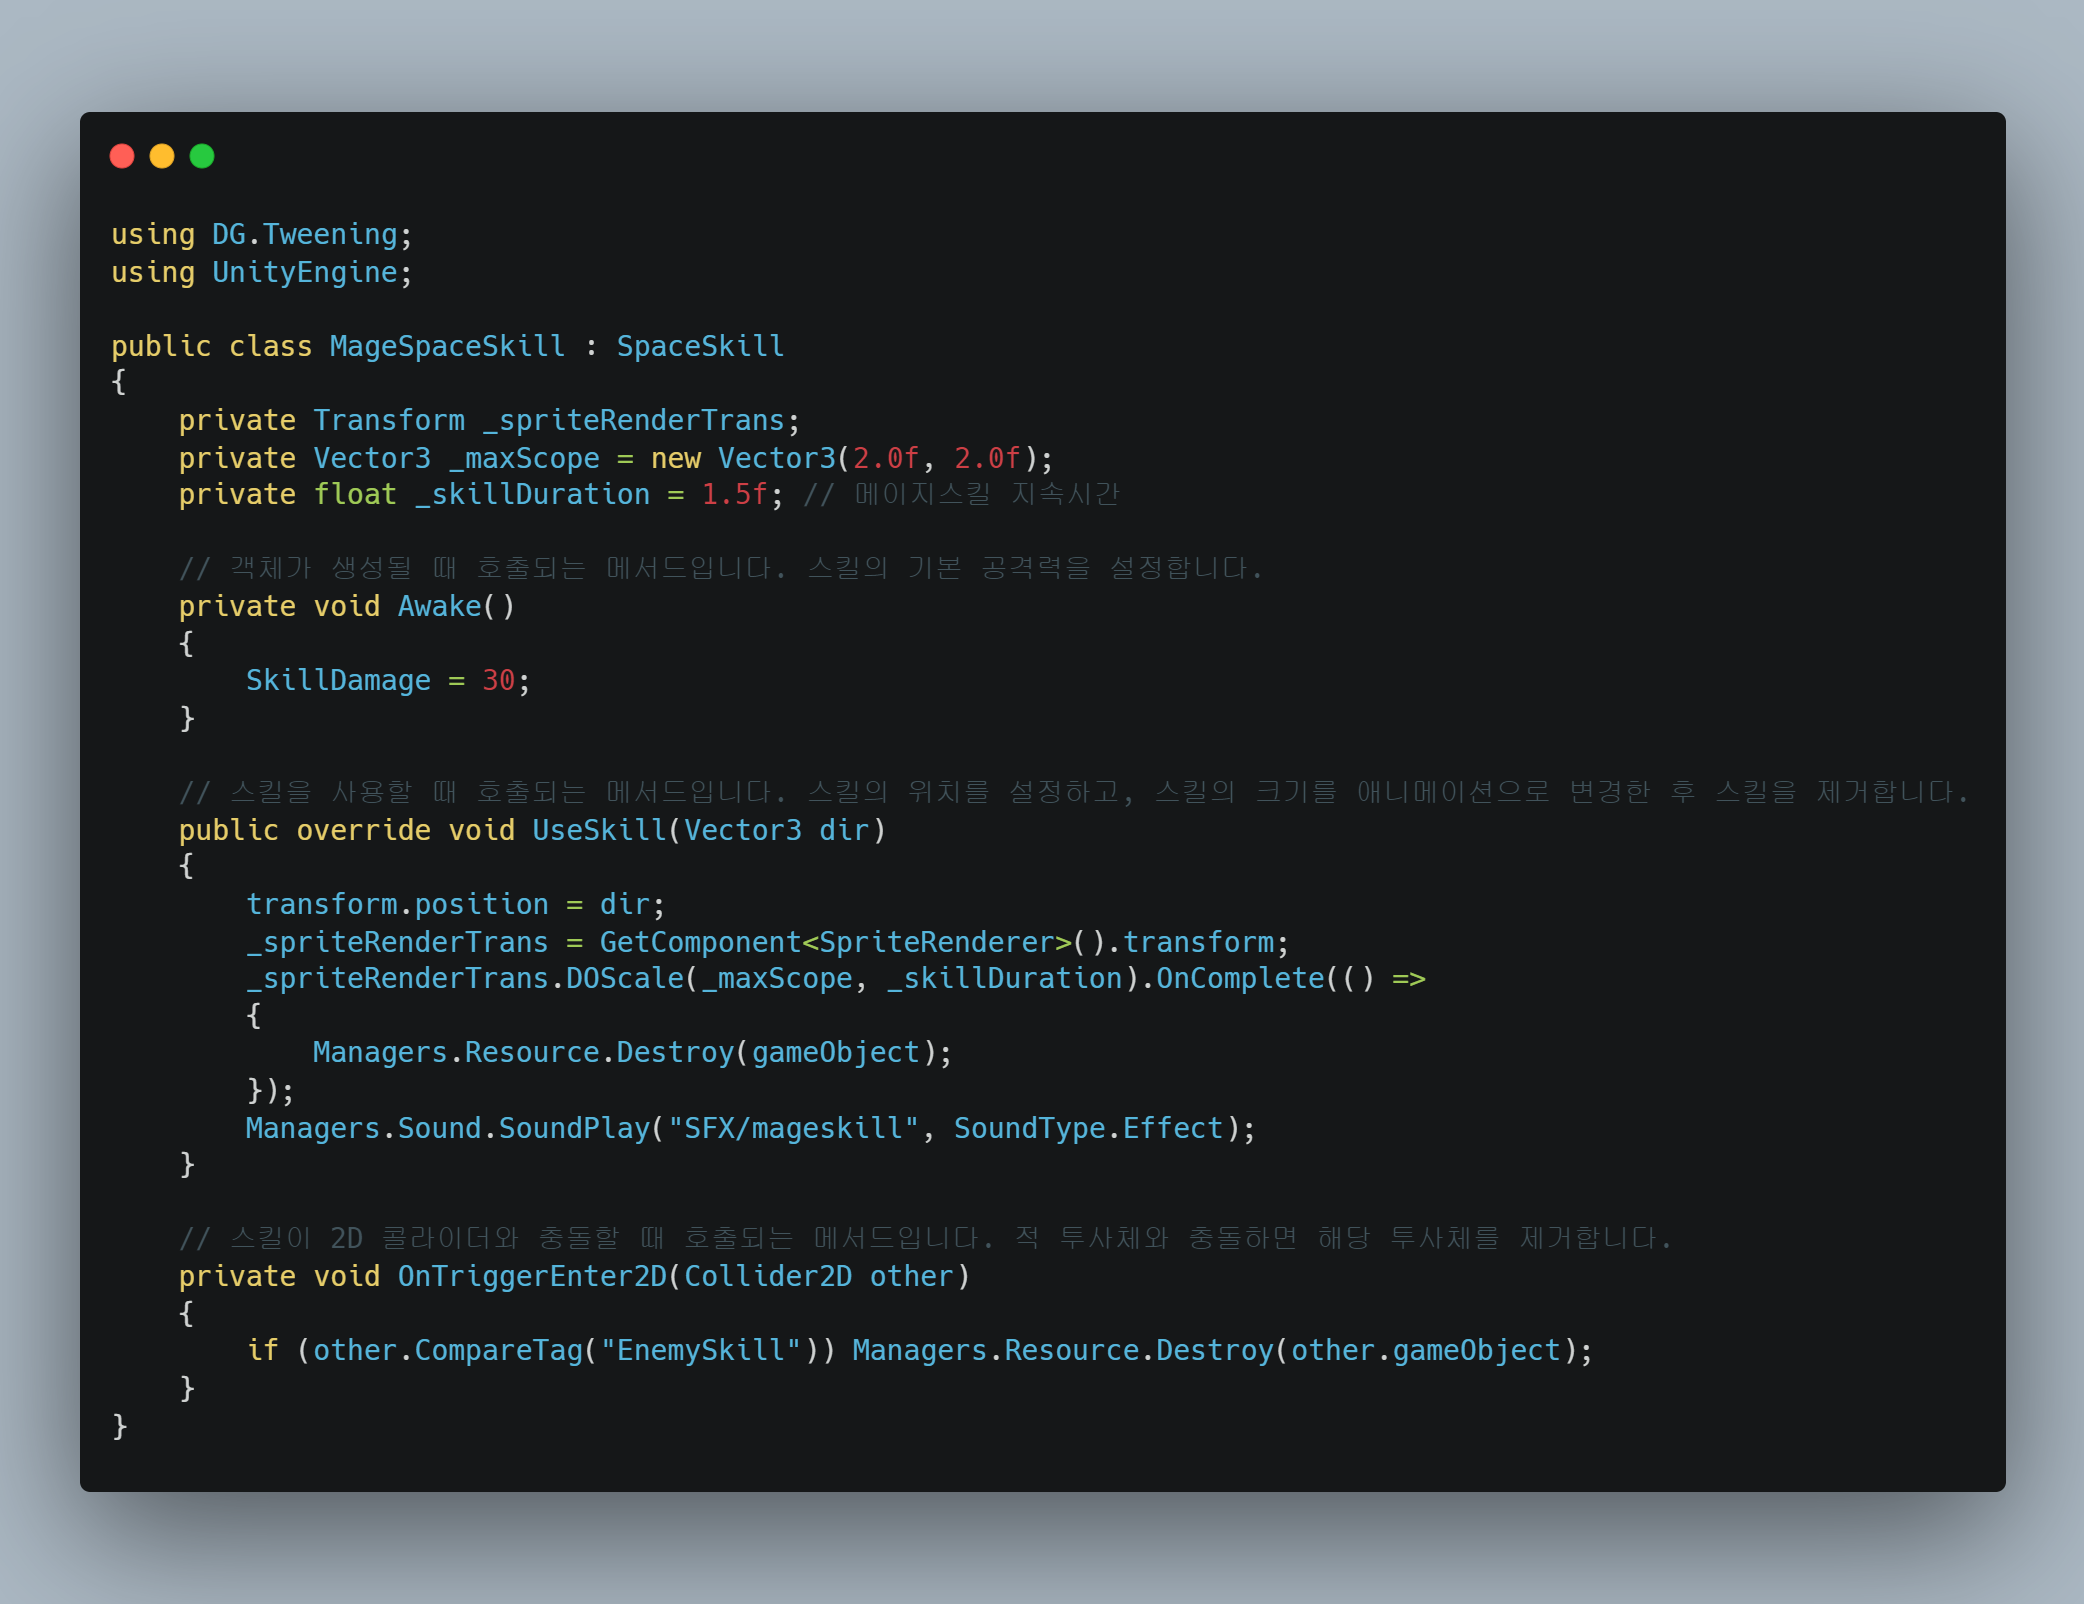 using DG.Tweening;
using UnityEngine;

public class MageSpaceSkill : SpaceSkill
{
    private Transform _spriteRenderTrans;
    private Vector3 _maxScope = new Vector3(2.0f, 2.0f);
    private float _skillDuration = 1.5f; // 메이지스킬 지속시간

    // 객체가 생성될 때 호출되는 메서드입니다. 스킬의 기본 공격력을 설정합니다.
    private void Awake()
    {
        SkillDamage = 30;
    }

    // 스킬을 사용할 때 호출되는 메서드입니다. 스킬의 위치를 설정하고, 스킬의 크기를 애니메이션으로 변경한 후 스킬을 제거합니다.
    public override void UseSkill(Vector3 dir)
    {
        transform.position = dir;
        _spriteRenderTrans = GetComponent<SpriteRenderer>().transform;
        _spriteRenderTrans.DOScale(_maxScope, _skillDuration).OnComplete(() =>
        {
            Managers.Resource.Destroy(gameObject);
        });
        Managers.Sound.SoundPlay("SFX/mageskill", SoundType.Effect);
    }

    // 스킬이 2D 콜라이더와 충돌할 때 호출되는 메서드입니다. 적 투사체와 충돌하면 해당 투사체를 제거합니다.
    private void OnTriggerEnter2D(Collider2D other)
    {
        if (other.CompareTag("EnemySkill")) Managers.Resource.Destroy(other.gameObject);
    }
}